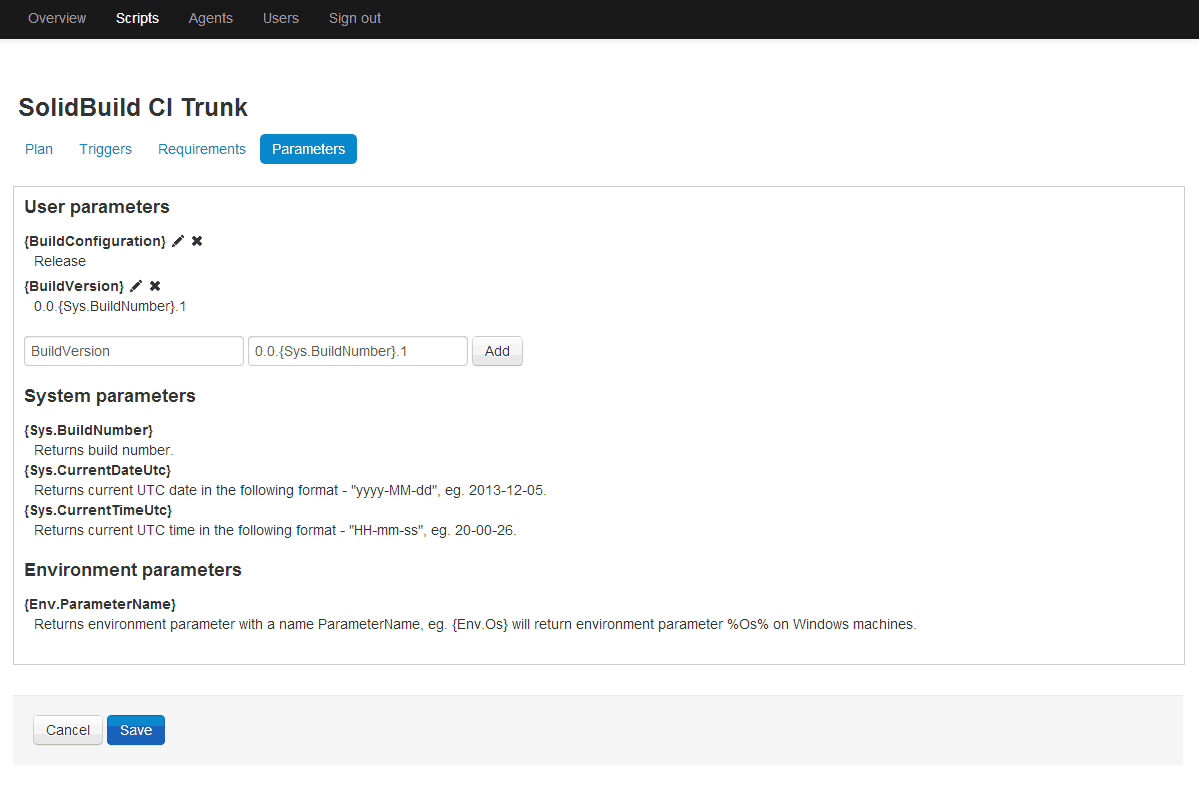 Overview Scripts Agents Users Sign out
SolidBuild CI Trunk
Plan Triggers Requirements Parameters
User parameters
{BuildConfiguration}
Release
{BuildVersion}
0.0.{Sys.BuildNumber}.1
BuildVersion 0.0.{Sys.BuildNumber}.1 Add
System parameters
{Sys.BuildNumber}
Returns build number.
{Sys.CurrentDateUtc}
Returns current UTC date in the following format - "yyyy-MM-dd", eg. 2013-12-05.
{Sys.CurrentTimeUtc}
Returns current UTC time in the following format - "HH-mm-ss", eg. 20-00-26.
Environment parameters
{Env.ParameterName}
Returns environment parameter with a name ParameterName, eg. {Env.Os} will return environment parameter %Os% on Windows machines.
Cancel Save